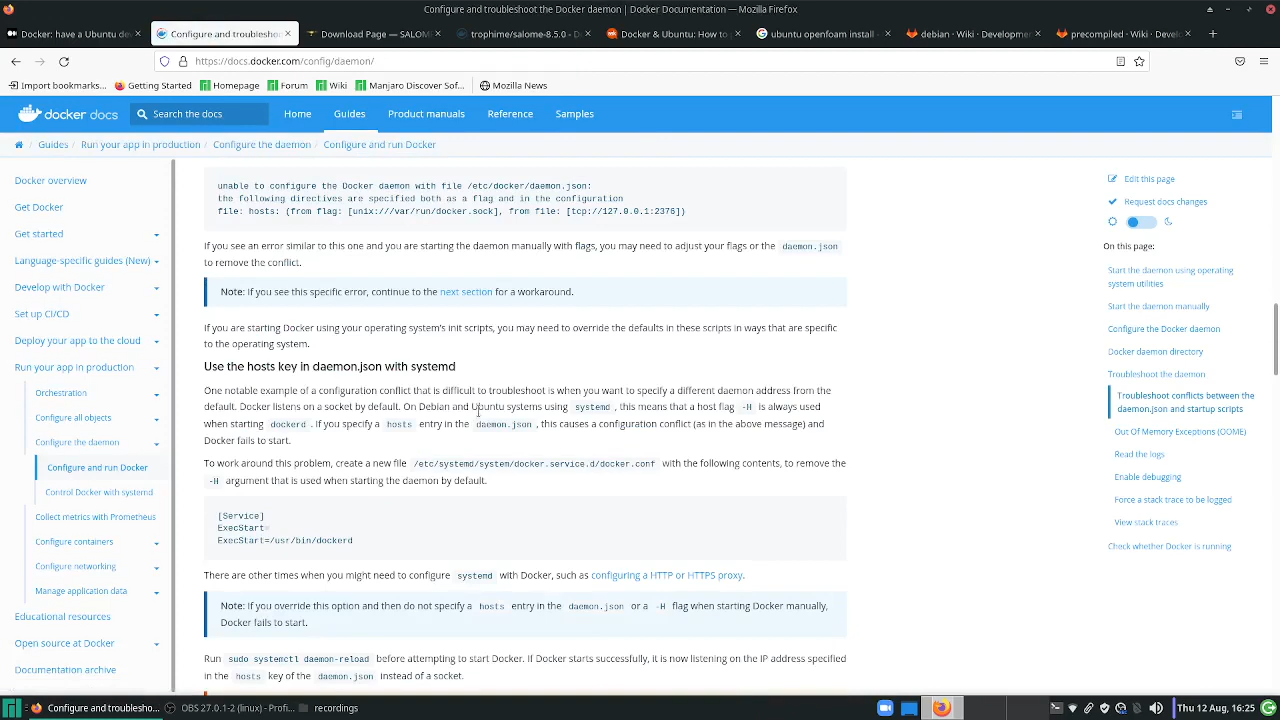 Configure and troubleshoot the Docker daemon | Docker Documentation — Mozilla Firefox
Docker: have a Ubuntu de
Configure and troublesho
Download Page — SALOME
trophime/salome-8.5.0 - D
Docker & Ubuntu: How to
ubuntu openfoam install -
debian · Wiki · Developme
precompiled · Wiki · Deve
https://docs.docker.com/config/daemon/
Import bookmarks...
Getting Started
Homepage
Forum
Wiki
Manjaro Discover Sof...
Mozilla News
docker docs
Search the docs
Home
Guides
Product manuals
Reference
Samples
/ Guides / Run your app in production / Configure the daemon / Configure and run Docker
Docker overview
Get Docker
Get started
Language-specific guides (New)
Develop with Docker
Set up CI/CD
Deploy your app to the cloud
Run your app in production
Orchestration
Configure all objects
Configure the daemon
Configure and run Docker
Control Docker with systemd
Collect metrics with Prometheus
Configure containers
Configure networking
Manage application data
Educational resources
Open source at Docker
Documentation archive
unable to configure the Docker daemon with file /etc/docker/daemon.json:
the following directives are specified both as a flag and in the configuration
file: hosts: (from flag: [unix:///var/run/docker.sock], from file: [tcp://127.0.0.1:2376])
If you see an error similar to this one and you are starting the daemon manually with flags, you may need to adjust your flags or the daemon.json
to remove the conflict.
Note: If you see this specific error, continue to the next section for a workaround.
If you are starting Docker using your operating system's init scripts, you may need to override the defaults in these scripts in ways that are specific
to the operating system.
Use the hosts key in daemon.json with systemd
One notable example of a configuration conflict that is difficult to troubleshoot is when you want to specify a different daemon address from the
default. Docker listens on a socket by default. On Debian and Ubuntu systems using systemd , this means that a host flag -H is always used
when starting dockerd . If you specify a hosts entry in the daemon.json , this causes a configuration conflict (as in the above message) and
Docker fails to start.
To work around this problem, create a new file /etc/systemd/system/docker.service.d/docker.conf with the following contents, to remove the
-H argument that is used when starting the daemon by default.
[Service]
ExecStart=
ExecStart=/usr/bin/dockerd
There are other times when you might need to configure systemd with Docker, such as configuring a HTTP or HTTPS proxy.
Note: If you override this option and then do not specify a hosts entry in the daemon.json or a -H flag when starting Docker manually,
Docker fails to start.
Run sudo systemctl daemon-reload before attempting to start Docker. If Docker starts successfully, it is now listening on the IP address specified
in the hosts key of the daemon.json instead of a socket.
Edit this page
Request docs changes
On this page:
Start the daemon using operating
system utilities
Start the daemon manually
Configure the Docker daemon
Docker daemon directory
Troubleshoot the daemon
Troubleshoot conflicts between the
daemon.json and startup scripts
Out Of Memory Exceptions (OOME)
Read the logs
Enable debugging
Force a stack trace to be logged
View stack traces
Check whether Docker is running
Configure and troublesho...
OBS 27.0.1-2 (linux) - Profi...
recordings
Thu 12 Aug, 16:25